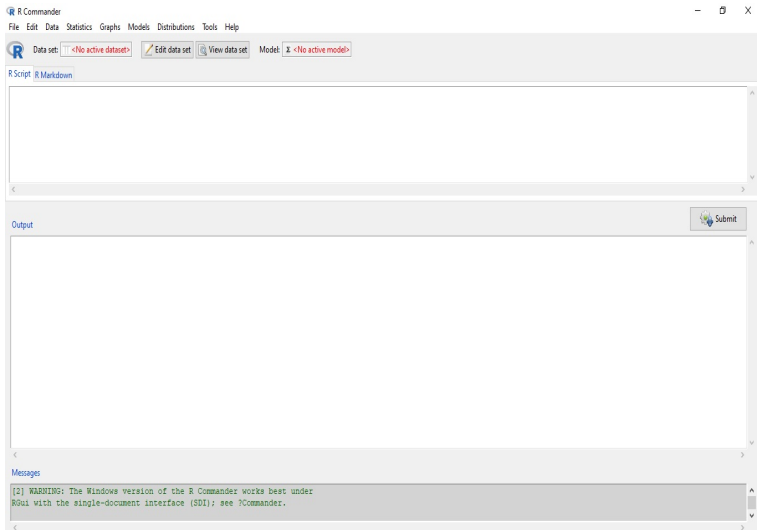 R Commander
File Edit Data Statistics Graphs Models Distributions Tools Help
Data set: <No active dataset> Edit data set View data set Model: Σ <No active model>
R Script R Markdown
Submit
Output
Messages
[2] WARNING: The Windows version of the R Commander works best under
RGui with the single-document interface (SDI); see ?Commander.